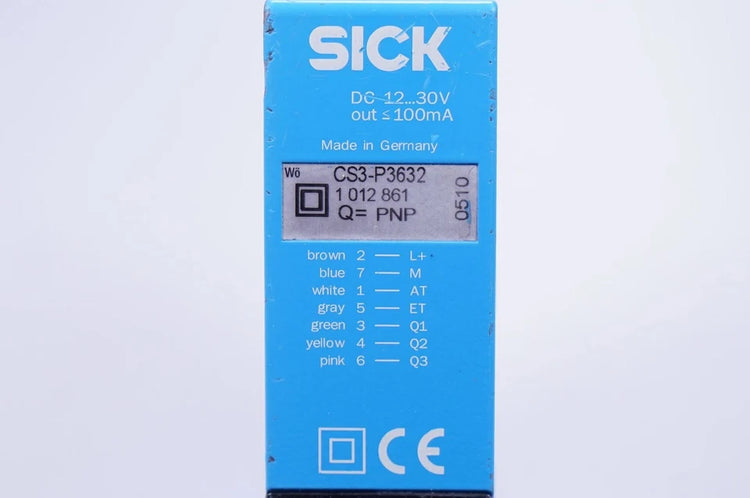 SICK
DC 12...30V
out ≤ 100mA
Made in Germany
Wö CS3-P3632
1 012 861
Q= PNP
0510
brown 2 — L+
blue 7 — M
white 1 — AT
gray 5 — ET
green 3 — Q1
yellow 4 — Q2
pink 6 — Q3
CE